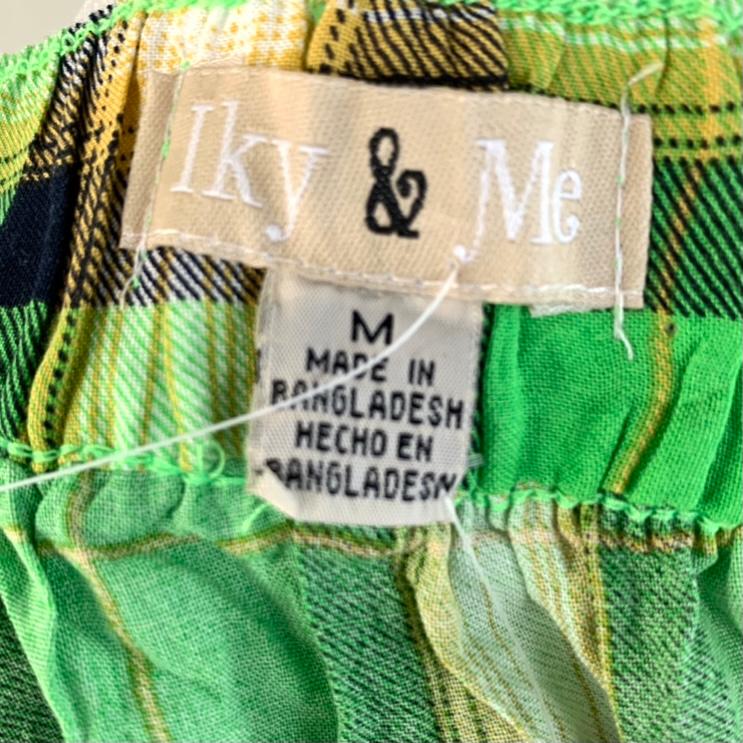 Iky & Me
M
MADE IN
BANGLADESH
HECHO EN
BANGLADESH